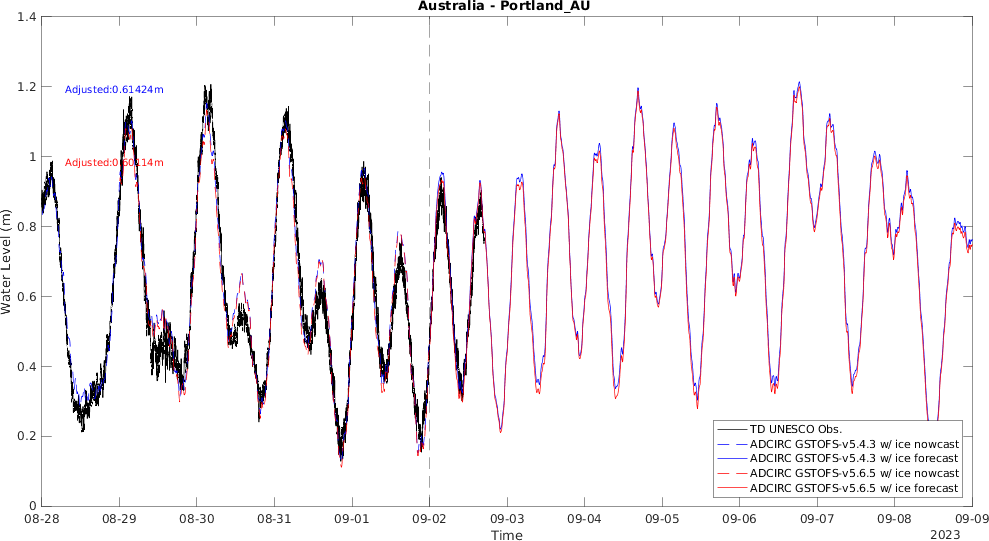 Australia - Portland_AU
Water Level (m)
1.4
1.2
1
0.8
0.6
0.4
0.2
0
Adjusted:0.61424m
Adjusted:0.60114m
TD UNESCO Obs.
ADCIRC GSTOFS-v5.4.3 w/ ice nowcast
ADCIRC GSTOFS-v5.4.3 w/ ice forecast
ADCIRC GSTOFS-v5.6.5 w/ ice nowcast
ADCIRC GSTOFS-v5.6.5 w/ ice forecast
08-28 08-29 08-30 08-31 09-01 09-02 09-03 09-04 09-05 09-06 09-07 09-08 09-09
Time
2023